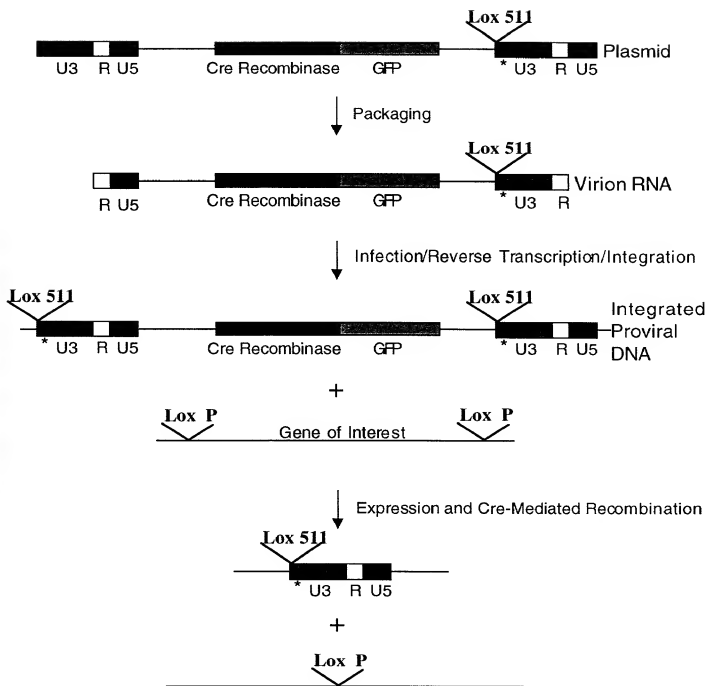 Lox 511
Plasmid
U3 R U5 Cre Recombinase GFP * U3 R U5
Packaging
Lox 511
Virion RNA
R U5 Cre Recombinase GFP * U3 R
Infection/Reverse Transcription/Integration
Lox 511 Lox 511
Integrated
Proviral
DNA
* U3 R U5 Cre Recombinase GFP * U3 R U5
+
Lox P Lox P
Gene of Interest
Expression and Cre-Mediated Recombination
Lox 511
* U3 R U5
+
Lox P